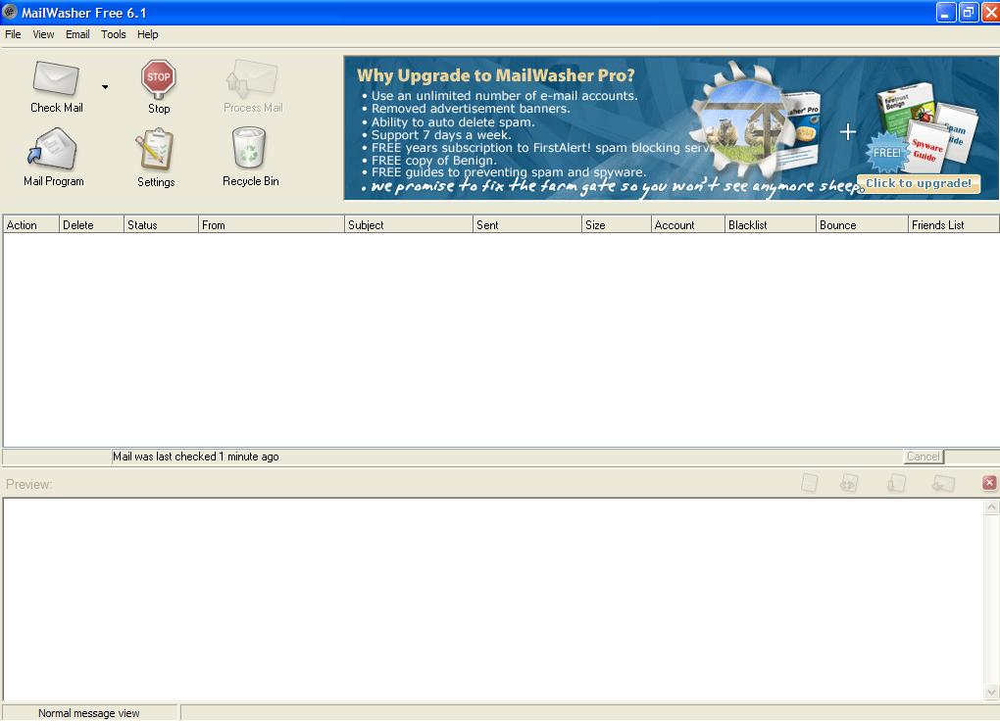 MailWasher Free 6.1
File View Email Tools Help
Check Mail
STOP
Stop
Process Mail
Mail Program
Settings
Recycle Bin
Why Upgrade to MailWasher Pro?
• Use an unlimited number of e-mail accounts.
• Removed advertisement banners.
• Ability to auto delete spam.
• Support 7 days a week.
• FREE years subscription to FirstAlert! spam blocking serv
• FREE copy of Benign.
• FREE guides to preventing spam and spyware.
• we promise to fix the farm gate so you won't see anymore sheep.
Pro
+
firetrust
Benign
Spam
Spyware
Guide
FREE!
Click to upgrade!
Action Delete Status From Subject Sent Size Account Blacklist Bounce Friends List
Mail was last checked 1 minute ago
Cancel
Preview:
Normal message view